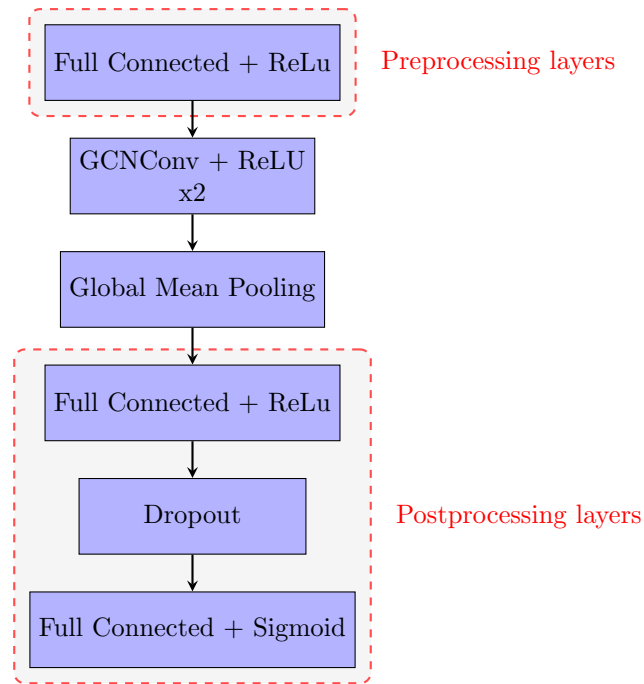 Full Connected + ReLu
Preprocessing layers
GCNConv + ReLU
x2
Global Mean Pooling
Full Connected + ReLu
Dropout
Postprocessing layers
Full Connected + Sigmoid